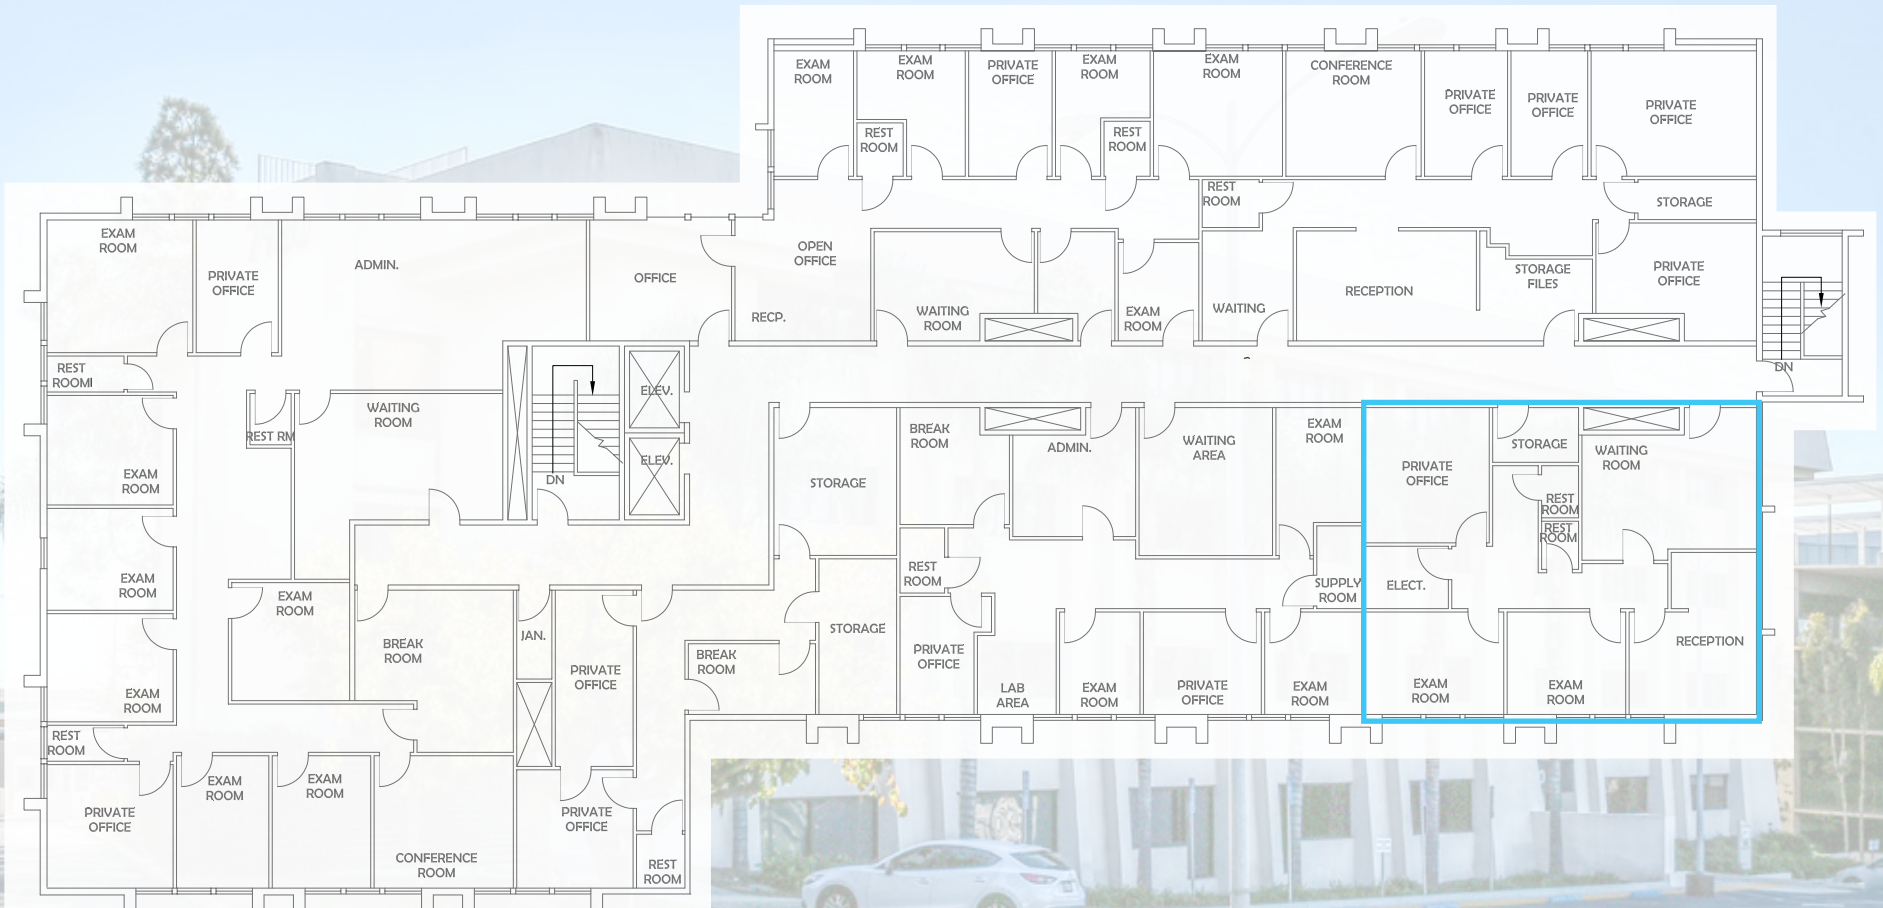 EXAM
ROOM
EXAM
ROOM
PRIVATE
OFFICE
EXAM
ROOM
EXAM
ROOM
CONFERENCE
ROOM
PRIVATE
OFFICE
PRIVATE
OFFICE
PRIVATE
OFFICE
REST
ROOM
REST
ROOM
REST
ROOM
STORAGE
EXAM
ROOM
PRIVATE
OFFICE
ADMIN.
OFFICE
OPEN
OFFICE
RECP.
WAITING
ROOM
EXAM
ROOM
WAITING
RECEPTION
STORAGE
FILES
PRIVATE
OFFICE
DN
REST
ROOM
REST RM
WAITING
ROOM
ELEV.
ELEV.
DN
EXAM
ROOM
EXAM
ROOM
EXAM
ROOM
EXAM
ROOM
REST
ROOM
PRIVATE
OFFICE
EXAM
ROOM
EXAM
ROOM
CONFERENCE
ROOM
BREAK
ROOM
JAN.
PRIVATE
OFFICE
PRIVATE
OFFICE
REST
ROOM
BREAK
ROOM
STORAGE
STORAGE
BREAK
ROOM
ADMIN.
WAITING
AREA
EXAM
ROOM
REST
ROOM
PRIVATE
OFFICE
LAB
AREA
EXAM
ROOM
PRIVATE
OFFICE
EXAM
ROOM
SUPPLY
ROOM
PRIVATE
OFFICE
STORAGE
WAITING
ROOM
REST
ROOM
REST
ROOM
ELECT.
EXAM
ROOM
EXAM
ROOM
RECEPTION